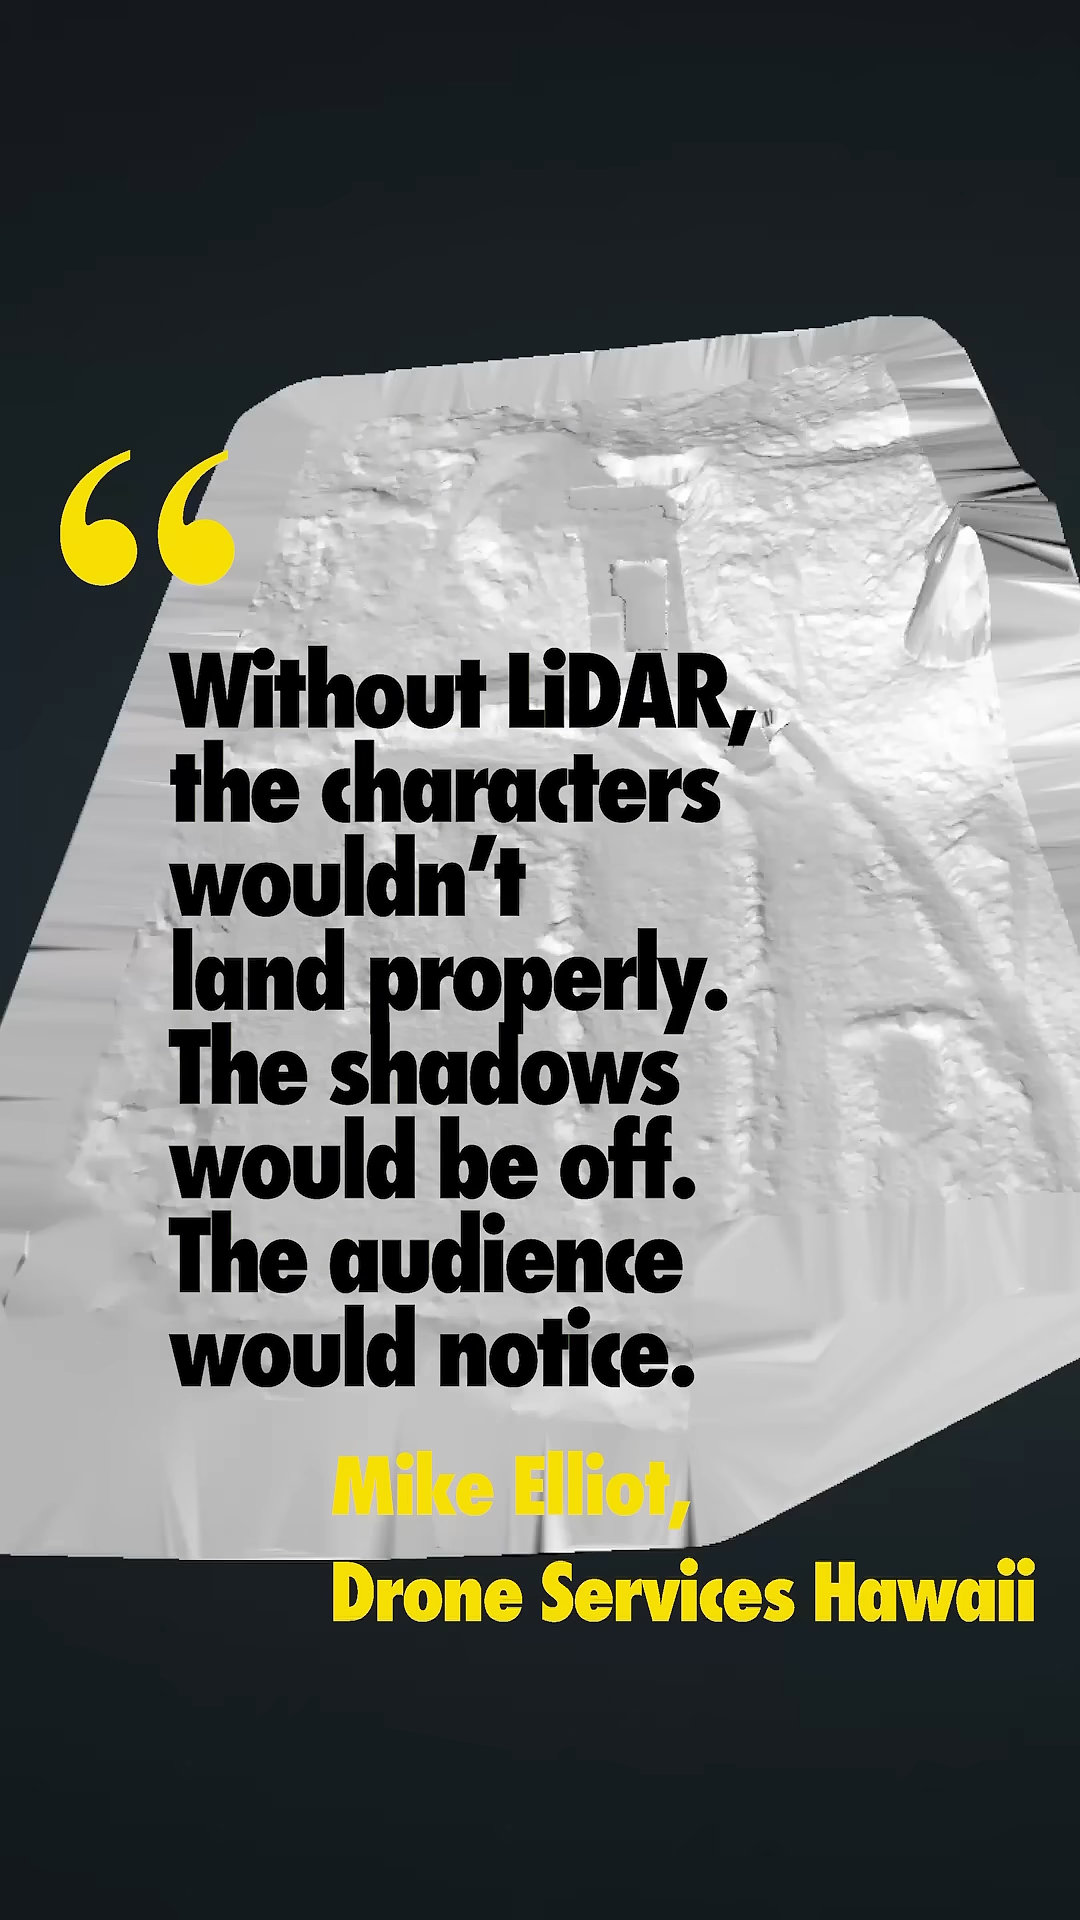 “
Without LiDAR,
the characters
wouldn’t
land properly.
The shadows
would be off.
The audience
would notice.
Mike Elliot,
Drone Services Hawaii